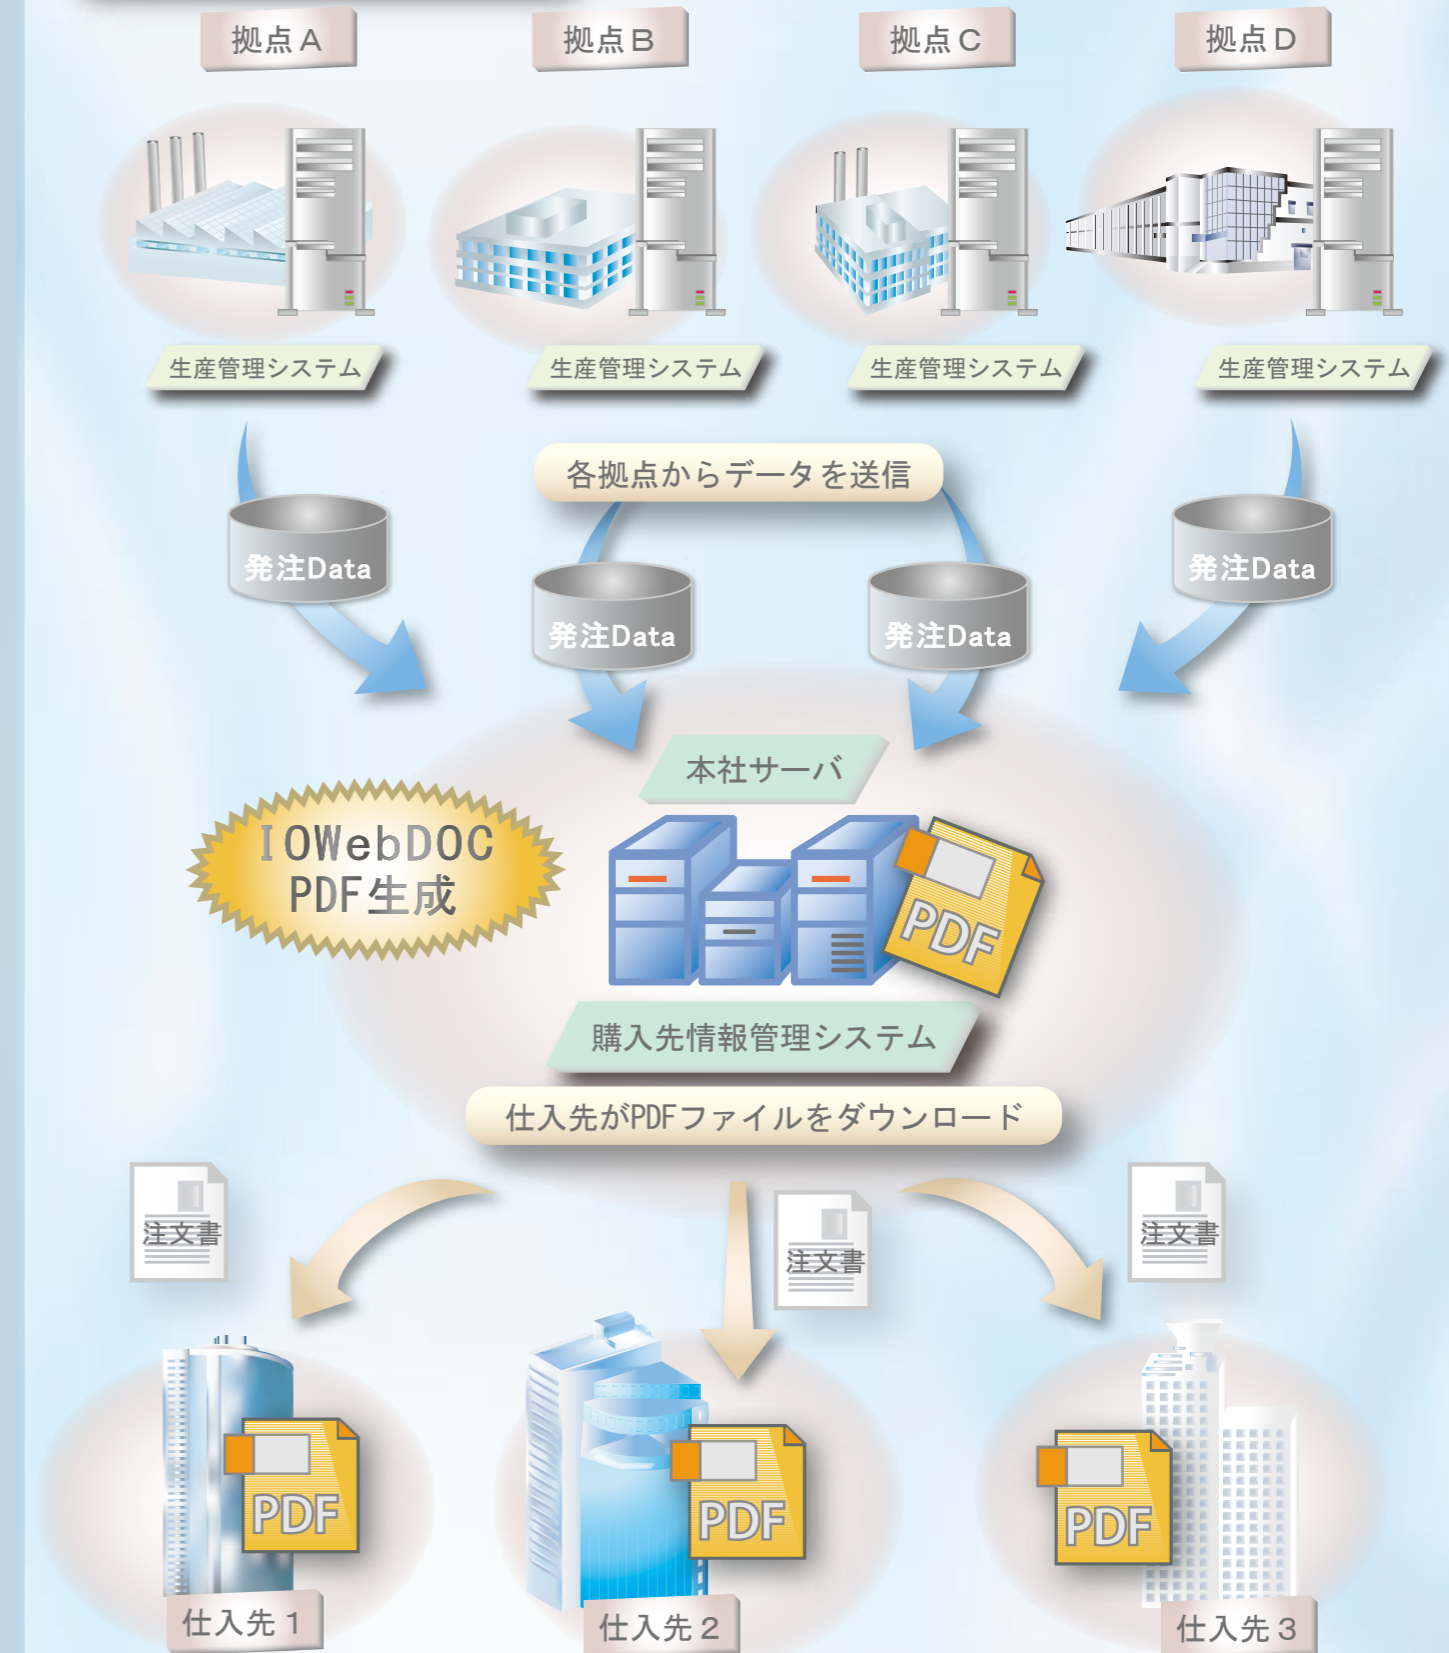 拠点A
拠点B
拠点C
拠点D
生産管理システム
生産管理システム
生産管理システム
生産管理システム
各拠点からデータを送信
発注Data
発注Data
発注Data
発注Data
本社サーバ
IOWebDOC
PDF生成
PDF
購入先情報管理システム
仕入先がPDFファイルをダウンロード
注文書
注文書
注文書
PDF
PDF
PDF
仕入先1
仕入先2
仕入先3